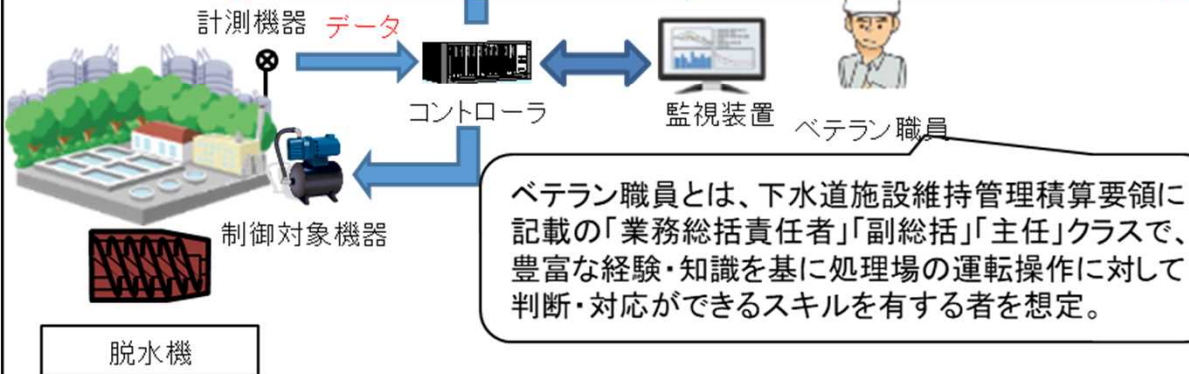 計測機器
データ
コントローラ
監視装置
ベテラン職員
制御対象機器
ベテラン職員とは、下水道施設維持管理積算要領に
記載の「業務総括責任者」「副総括」「主任」クラスで、
豊富な経験・知識を基に処理場の運転操作に対して
判断・対応ができるスキルを有する者を想定。
脱水機